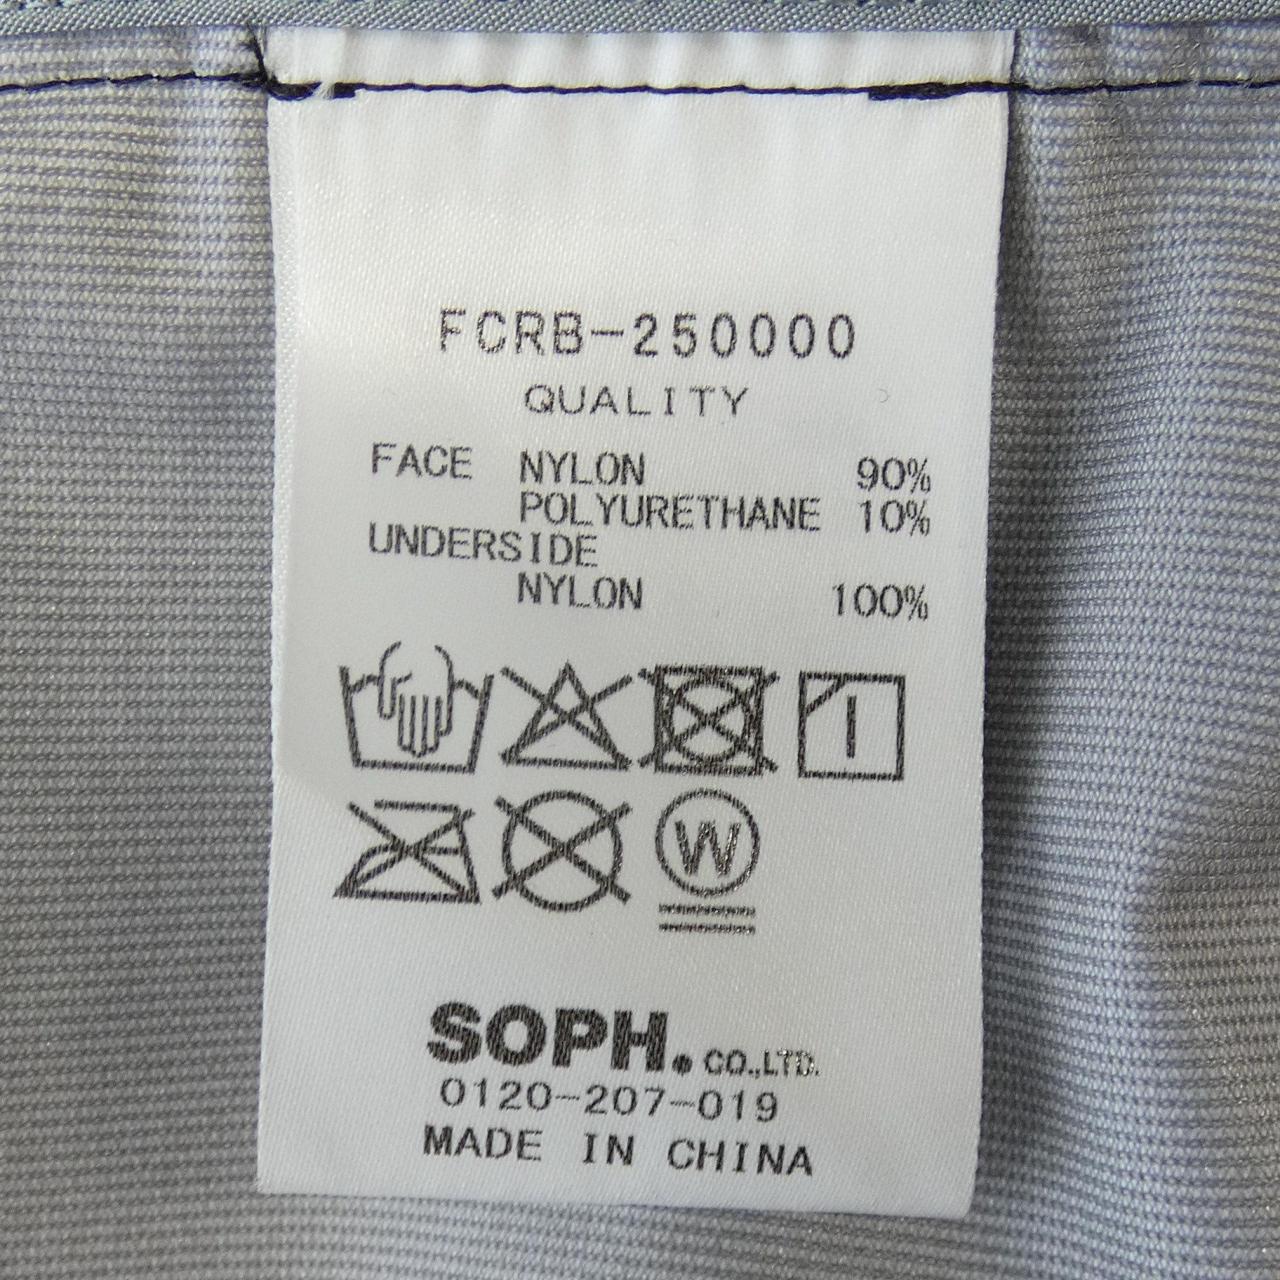 FCRB-250000
QUALITY
FACE NYLON 90%
POLYURETHANE 10%
UNDERSIDE
NYLON 100%
W
SOPH. CO.,LTD.
0120-207-019
MADE IN CHINA